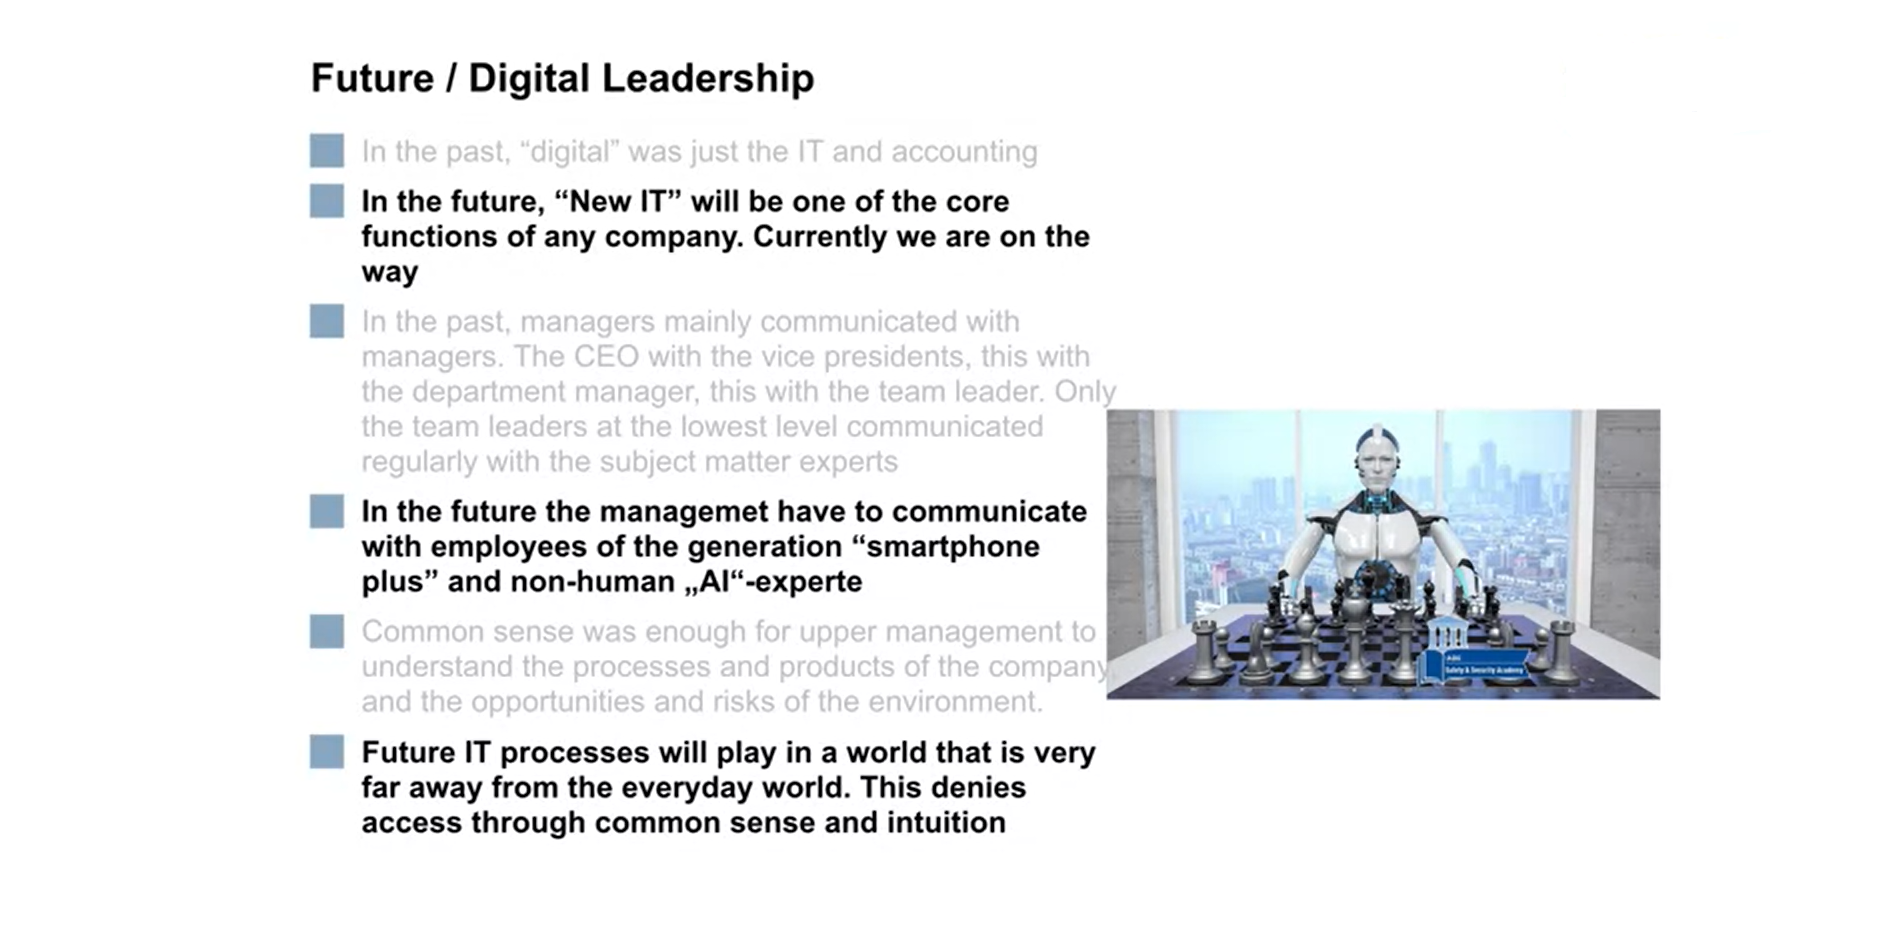 Future / Digital Leadership
In the past, “digital” was just the IT and accounting
In the future, “New IT” will be one of the core
functions of any company. Currently we are on the
way
In the past, managers mainly communicated with
managers. The CEO with the vice presidents, this with
the department manager, this with the team leader. Only
the team leaders at the lowest level communicated
regularly with the subject matter experts
In the future the managemet have to communicate
with employees of the generation “smartphone
plus” and non-human „AI“-experte
Common sense was enough for upper management to
understand the processes and products of the company,
and the opportunities and risks of the environment.
Future IT processes will play in a world that is very
far away from the everyday world. This denies
access through common sense and intuition
Safety & Security Academy